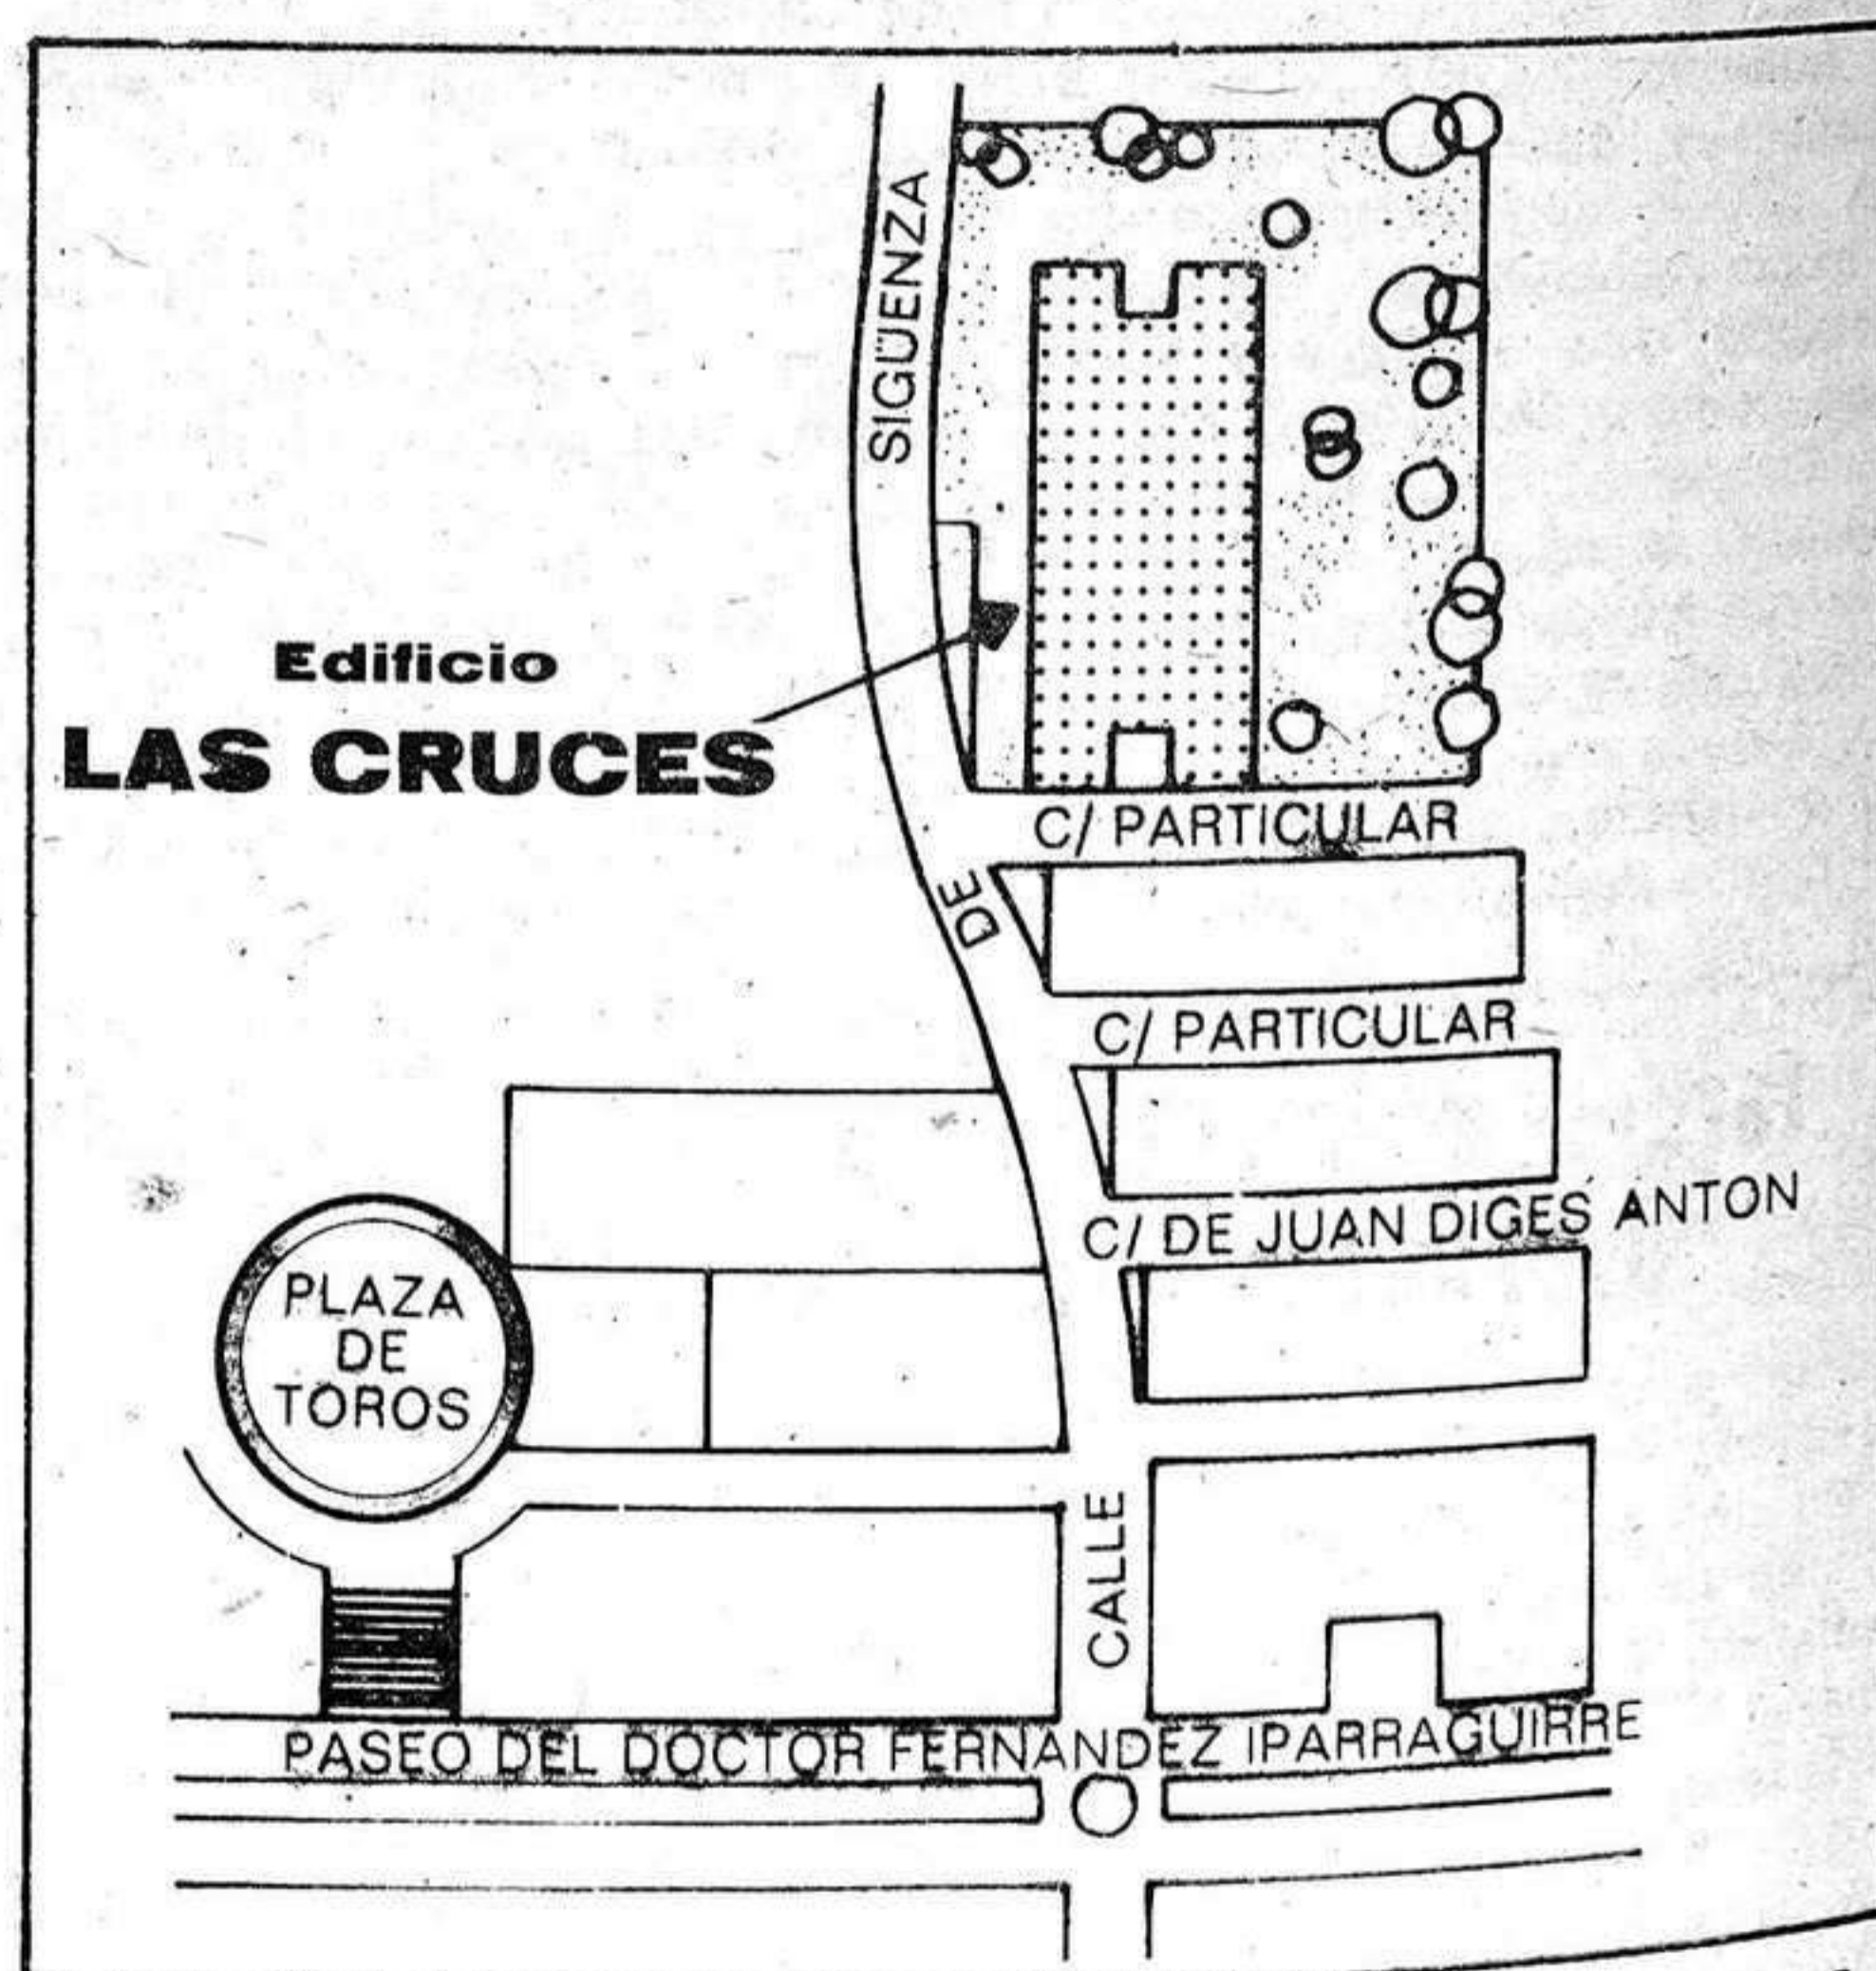 SIGÜENZA
Edificio
LAS CRUCES
C/ PARTICULAR
DE
C/ PARTICULAR
C/ DE JUAN DIGES ANTON
PLAZA
DE
TOROS
CALLE
PASEO DEL DOCTOR FERNANDEZ IPARRAGUIRRE